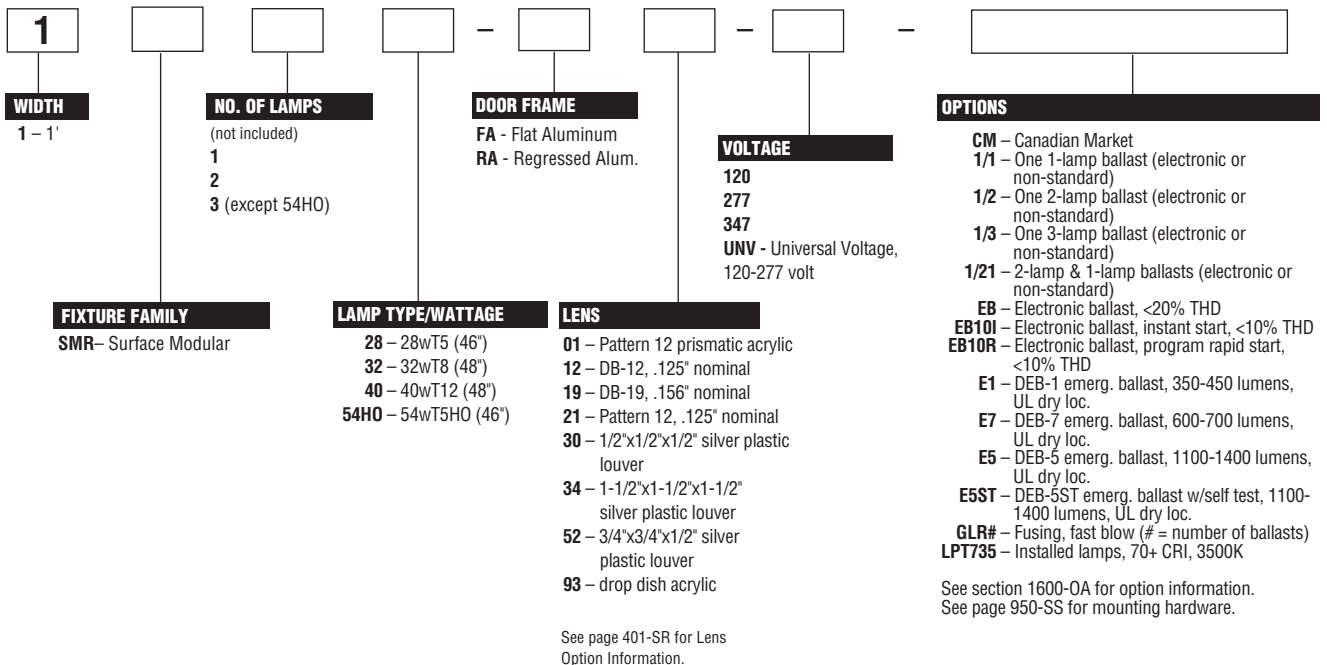 1
–
–
–
WIDTH
1 – 1'
FIXTURE FAMILY
SMR– Surface Modular
NO. OF LAMPS
(not included)
1
2
3 (except 54HO)
LAMP TYPE/WATTAGE
28 – 28wT5 (46")
32 – 32wT8 (48")
40 – 40wT12 (48")
54HO – 54wT5HO (46")
DOOR FRAME
FA - Flat Aluminum
RA - Regressed Alum.
LENS
01 – Pattern 12 prismatic acrylic
12 – DB-12, .125" nominal
19 – DB-19, .156" nominal
21 – Pattern 12, .125" nominal
30 – 1/2"x1/2"x1/2" silver plastic
louver
34 – 1-1/2"x1-1/2"x1-1/2"
silver plastic louver
52 – 3/4"x3/4"x1/2" silver
plastic louver
93 – drop dish acrylic
See page 401-SR for Lens
Option Information.
VOLTAGE
120
277
347
UNV - Universal Voltage,
120-277 volt
OPTIONS
CM – Canadian Market
1/1 – One 1-lamp ballast (electronic or
non-standard)
1/2 – One 2-lamp ballast (electronic or
non-standard)
1/3 – One 3-lamp ballast (electronic or
non-standard)
1/21 – 2-lamp & 1-lamp ballasts (electronic or
non-standard)
EB – Electronic ballast, <20% THD
EB10I – Electronic ballast, instant start, <10% THD
EB10R – Electronic ballast, program rapid start,
<10% THD
E1 – DEB-1 emerg. ballast, 350-450 lumens,
UL dry loc.
E7 – DEB-7 emerg. ballast, 600-700 lumens,
UL dry loc.
E5 – DEB-5 emerg. ballast, 1100-1400 lumens,
UL dry loc.
E5ST – DEB-5ST emerg. ballast w/self test, 1100-
1400 lumens, UL dry loc.
GLR# – Fusing, fast blow (# = number of ballasts)
LPT735 – Installed lamps, 70+ CRI, 3500K
See section 1600-OA for option information.
See page 950-SS for mounting hardware.